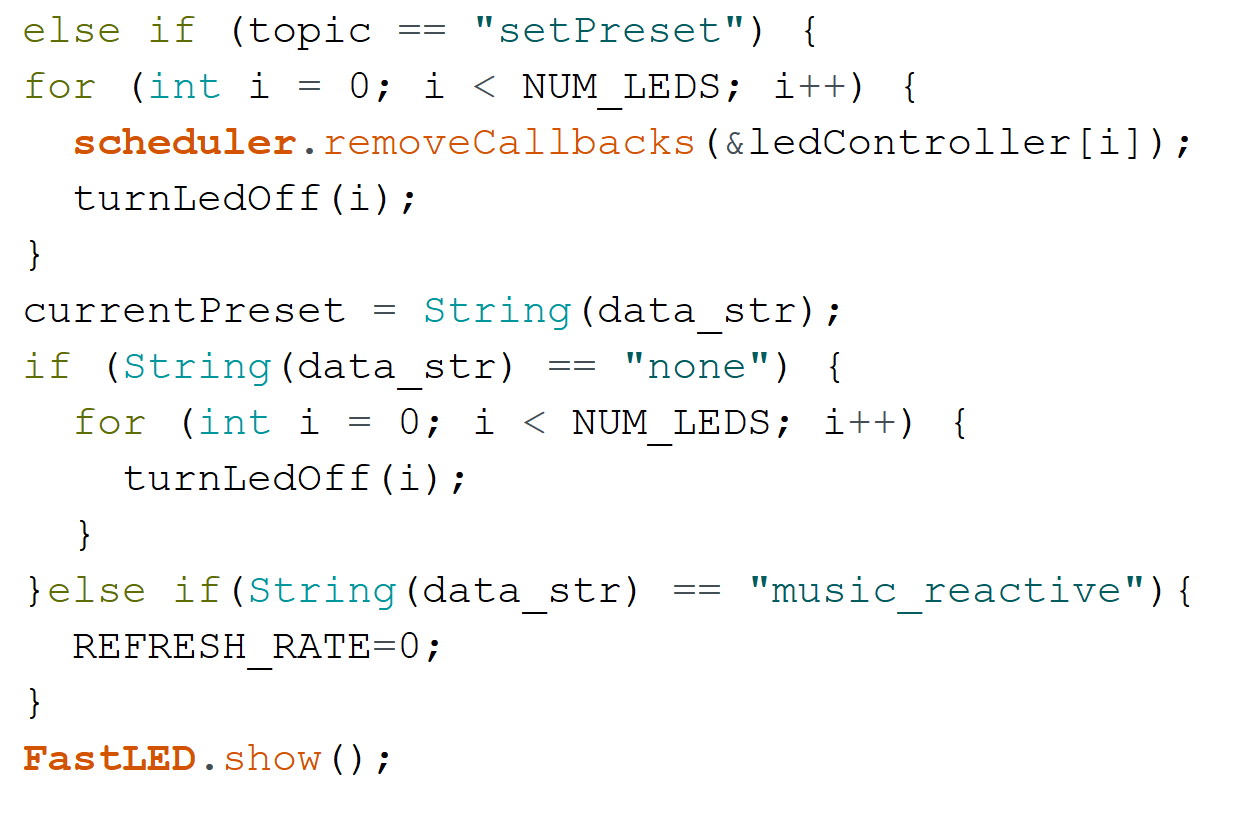 else if (topic == "setPreset") {
for (int i = 0; i < NUM_LEDS; i++) {
  scheduler.removeCallbacks(&ledController[i]);
  turnLedOff(i);
}
currentPreset = String(data_str);
if (String(data_str) == "none") {
  for (int i = 0; i < NUM_LEDS; i++) {
    turnLedOff(i);
  }
}else if(String(data_str) == "music_reactive"){
  REFRESH_RATE=0;
}
FastLED.show();